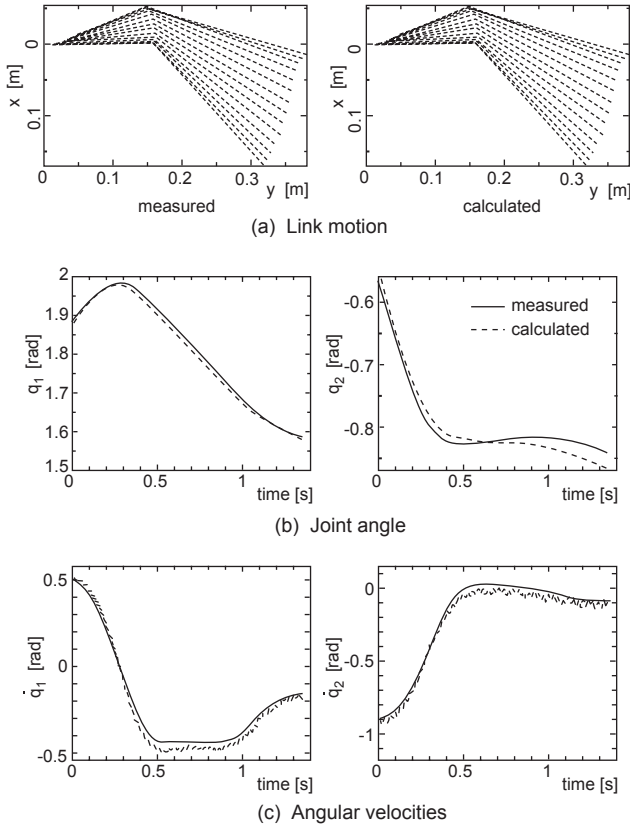 0
0.1
x [m]
0
0.1
0.2
0.3
y [m]
measured
0
0.1
x [m]
0
0.1
0.2
0.3
y [m]
calculated
(a) Link motion
2
1.9
1.8
1.7
1.6
1.5
q1 [rad]
0
0.5
1
time [s]
-0.6
-0.7
-0.8
q2 [rad]
measured
calculated
0
0.5
1
time [s]
(b) Joint angle
0.5
0
-0.5
q̇1 [rad]
0
0.5
1
time [s]
0
-0.5
-1
q̇2 [rad]
0
0.5
1
time [s]
(c) Angular velocities